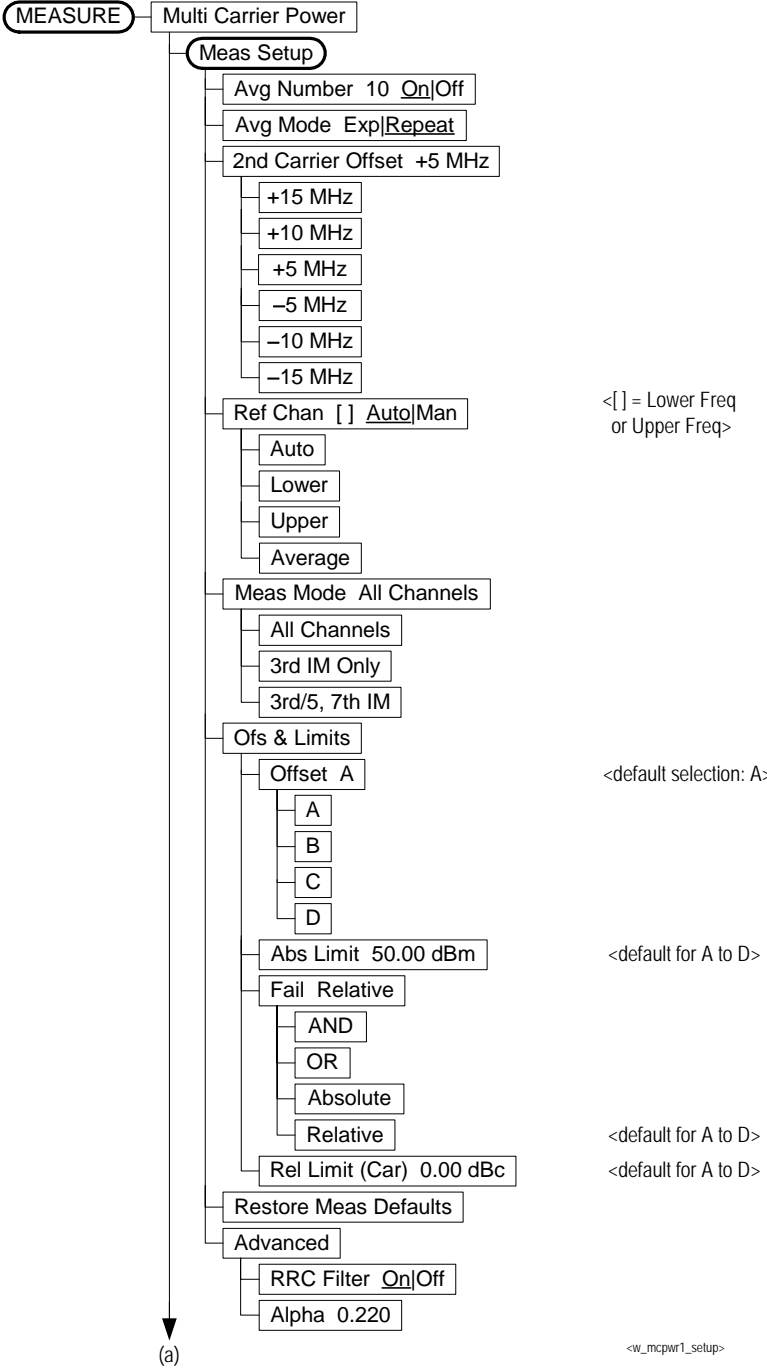 MEASURE Multi Carrier Power
Meas Setup
Avg Number 10 On|Off
Avg Mode Exp|Repeat
2nd Carrier Offset +5 MHz
+15 MHz
+10 MHz
+5 MHz
–5 MHz
–10 MHz
–15 MHz
Ref Chan [ ] Auto|Man <[ ] = Lower Freq
or Upper Freq>
Auto
Lower
Upper
Average
Meas Mode All Channels
All Channels
3rd IM Only
3rd/5, 7th IM
Ofs & Limits
Offset A <default selection: A>
A
B
C
D
Abs Limit 50.00 dBm <default for A to D>
Fail Relative
AND
OR
Absolute
Relative <default for A to D>
Rel Limit (Car) 0.00 dBc <default for A to D>
Restore Meas Defaults
Advanced
RRC Filter On|Off
Alpha 0.220
(a) <w_mcpwr1_setup>